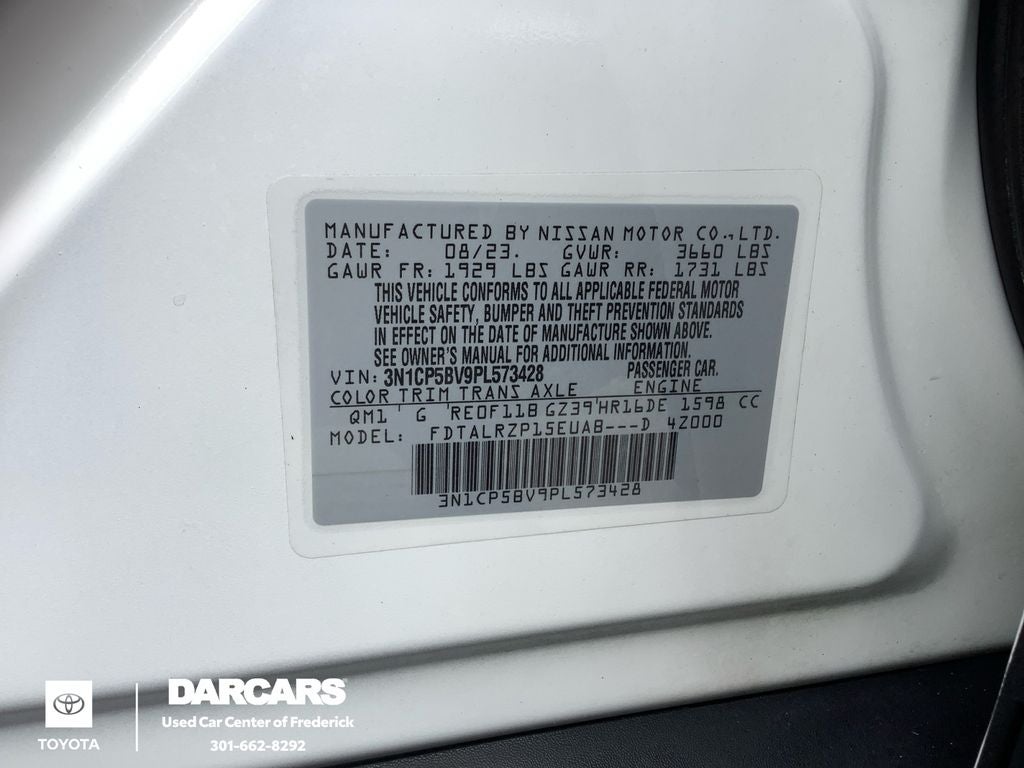 MANUFACTURED BY NISSAN MOTOR CO., LTD.
DATE: 08/23. GVWR: 3660 LBS
GAWR FR: 1929 LBS GAWR RR: 1731 LBS
THIS VEHICLE CONFORMS TO ALL APPLICABLE FEDERAL MOTOR
VEHICLE SAFETY, BUMPER AND THEFT PREVENTION STANDARDS
IN EFFECT ON THE DATE OF MANUFACTURE SHOWN ABOVE.
SEE OWNER'S MANUAL FOR ADDITIONAL INFORMATION.
VIN: 3N1CP5BV9PL573428 PASSENGER CAR.
COLOR TRIM TRANS AXLE ENGINE
QM1 ' G 'RE0F11B GZ39'HR16DE 1598 CC
MODEL: FDTALRZP15EUAB---D 4Z000
3N1CP5BV9PL573428
TOYOTA
DARCARS
Used Car Center of Frederick
301-662-8292